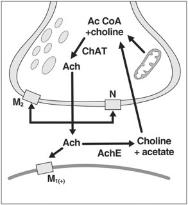 Ac CoA
+choline
ChAT
Ach
M2
N
Ach
AchE
Choline
+ acetate
M1(+)